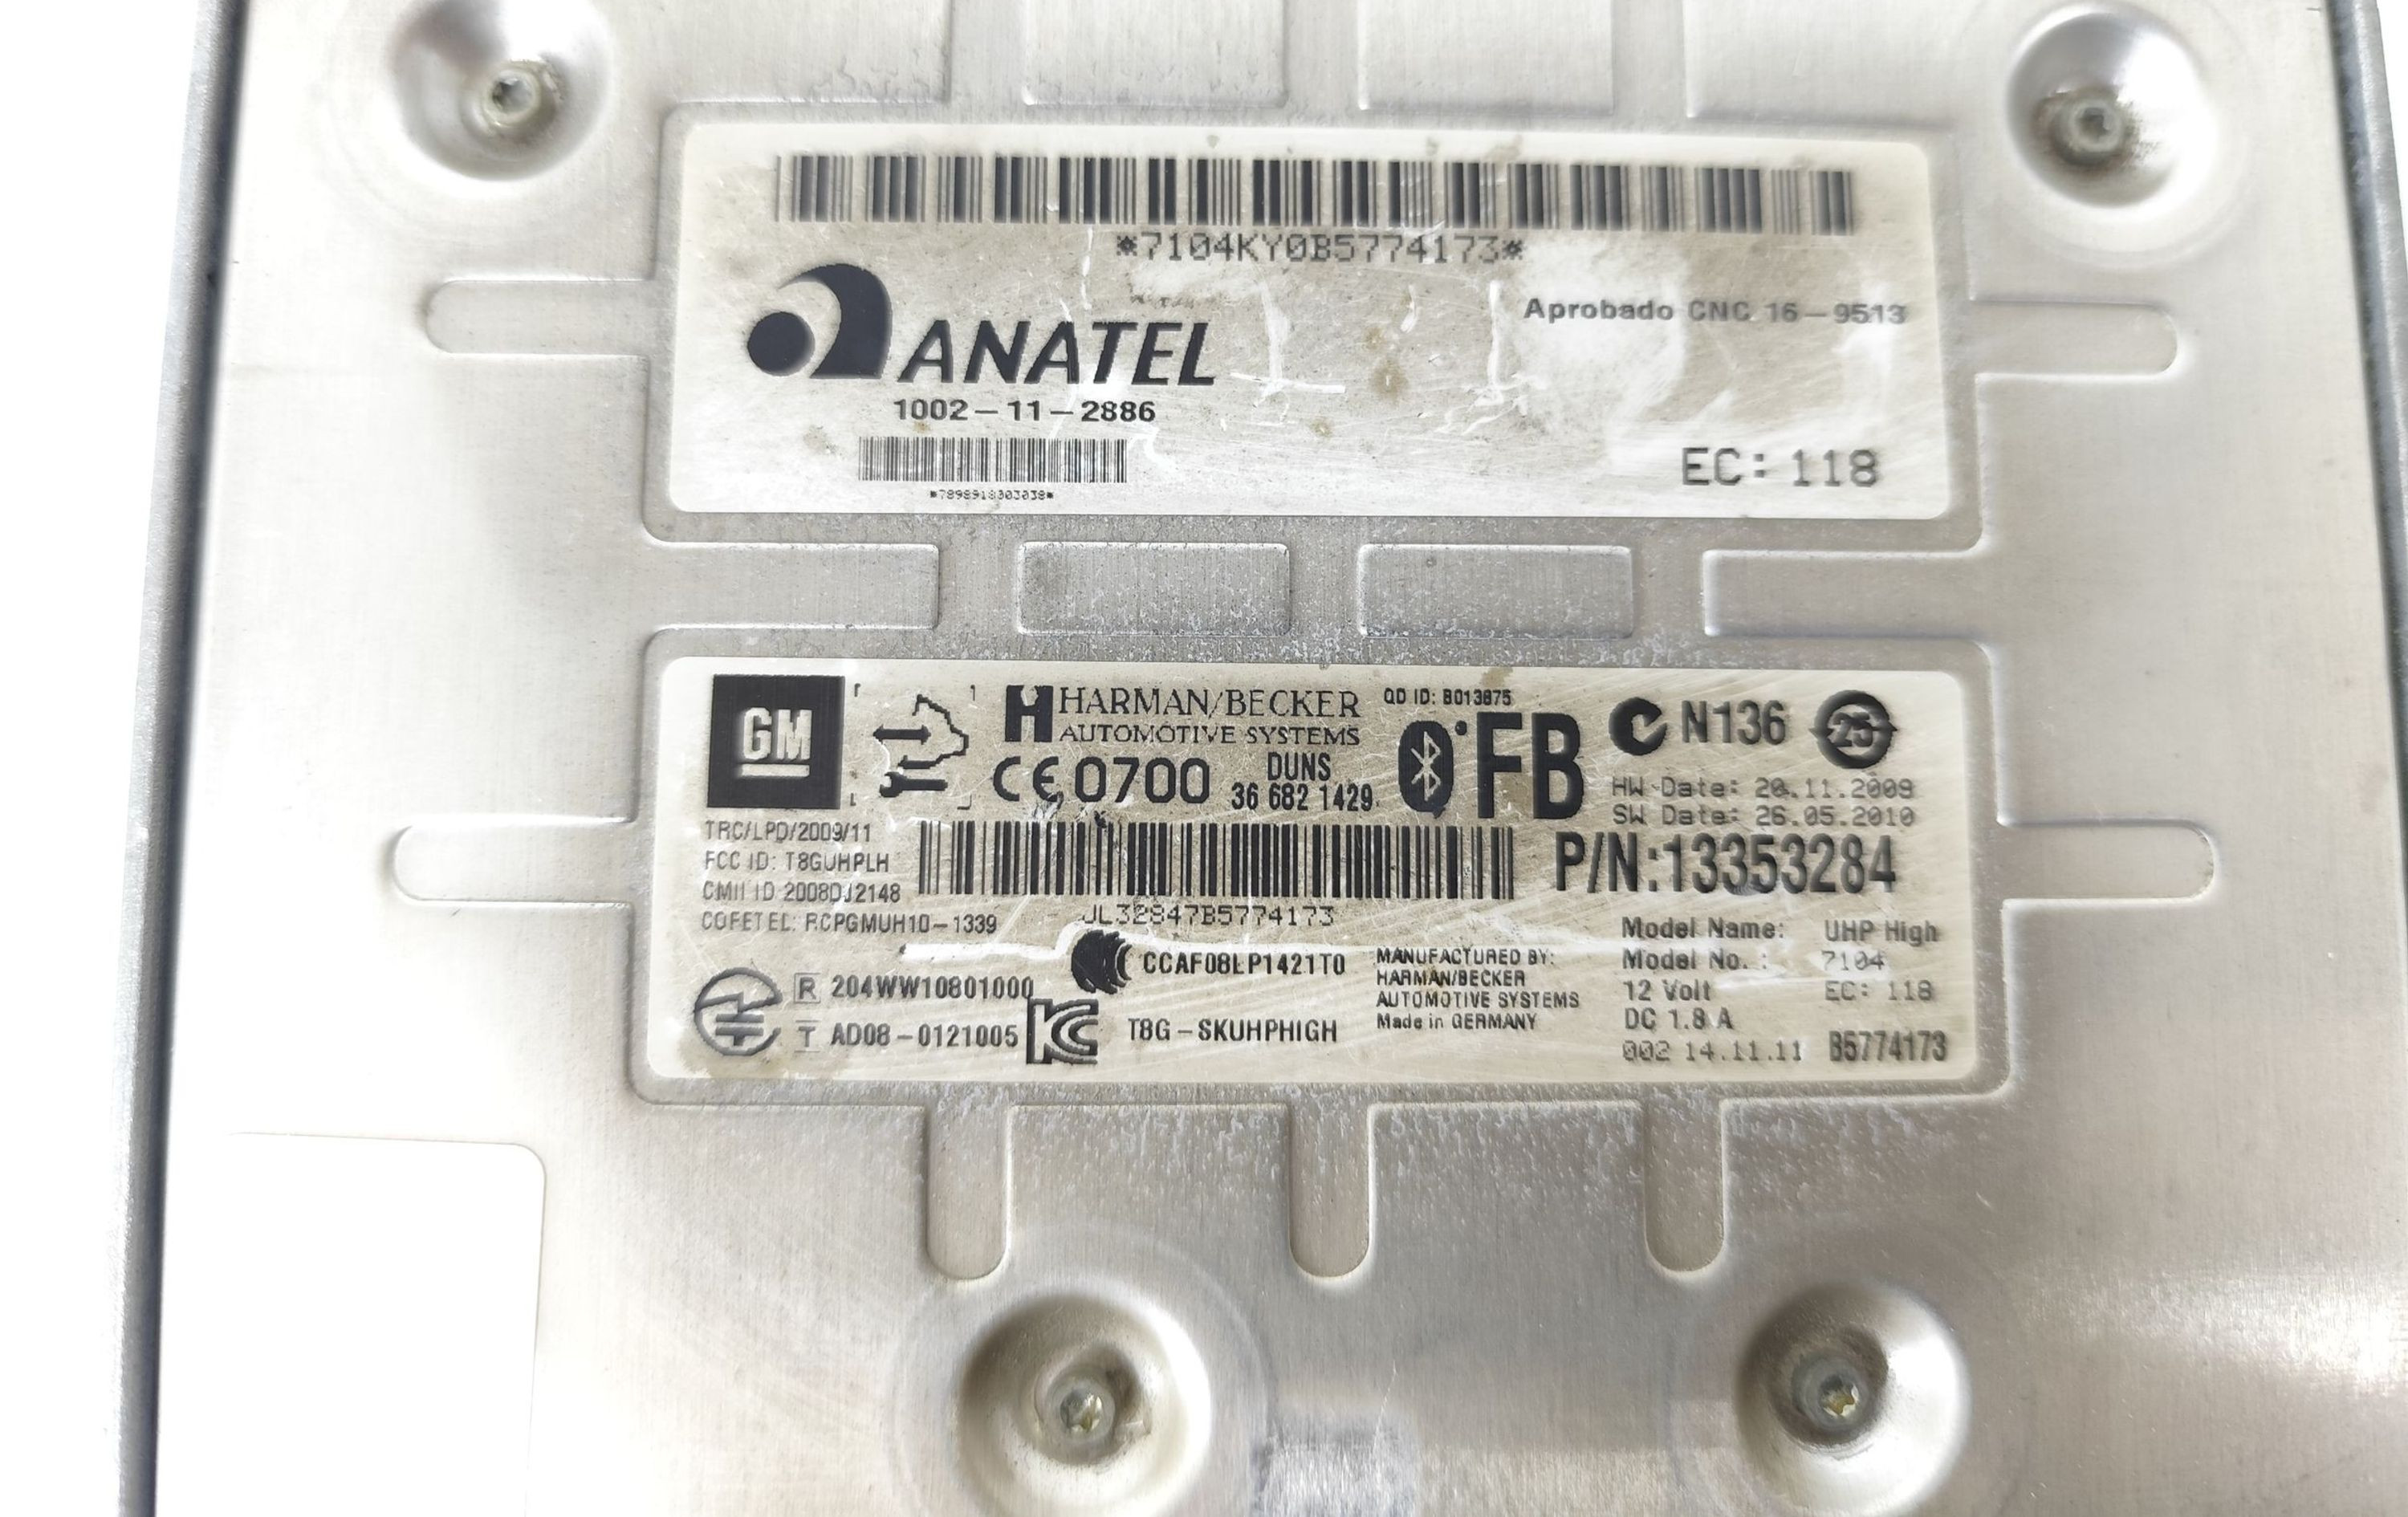 *7104KY0B5774173*
ANATEL
Aprobado CNC 16-9513
1002-11-2886
EC: 118
*7898918303038*
GM
HARMAN/BECKER
AUTOMOTIVE SYSTEMS
QD ID: B013875
CE 0700
DUNS
36 682 1429
FB
N136
25
HW Date: 20.11.2009
SW Date: 26.05.2010
P/N:13353284
TRC/LPD/2009/11
FCC ID: T8GUHPLH
CMII ID 2008DJ2148
COFETEL: RCPGMUH10-1339
JL32847B5774173
CCAF08LP1421T0
R 204WW10801000
T AD08-0121005
KC
T8G-SKUHPHIGH
MANUFACTURED BY:
HARMAN/BECKER
AUTOMOTIVE SYSTEMS
Made in GERMANY
Model Name: UHP High
Model No. : 7104
12 Volt EC: 118
DC 1.8 A
002 14.11.11 B5774173